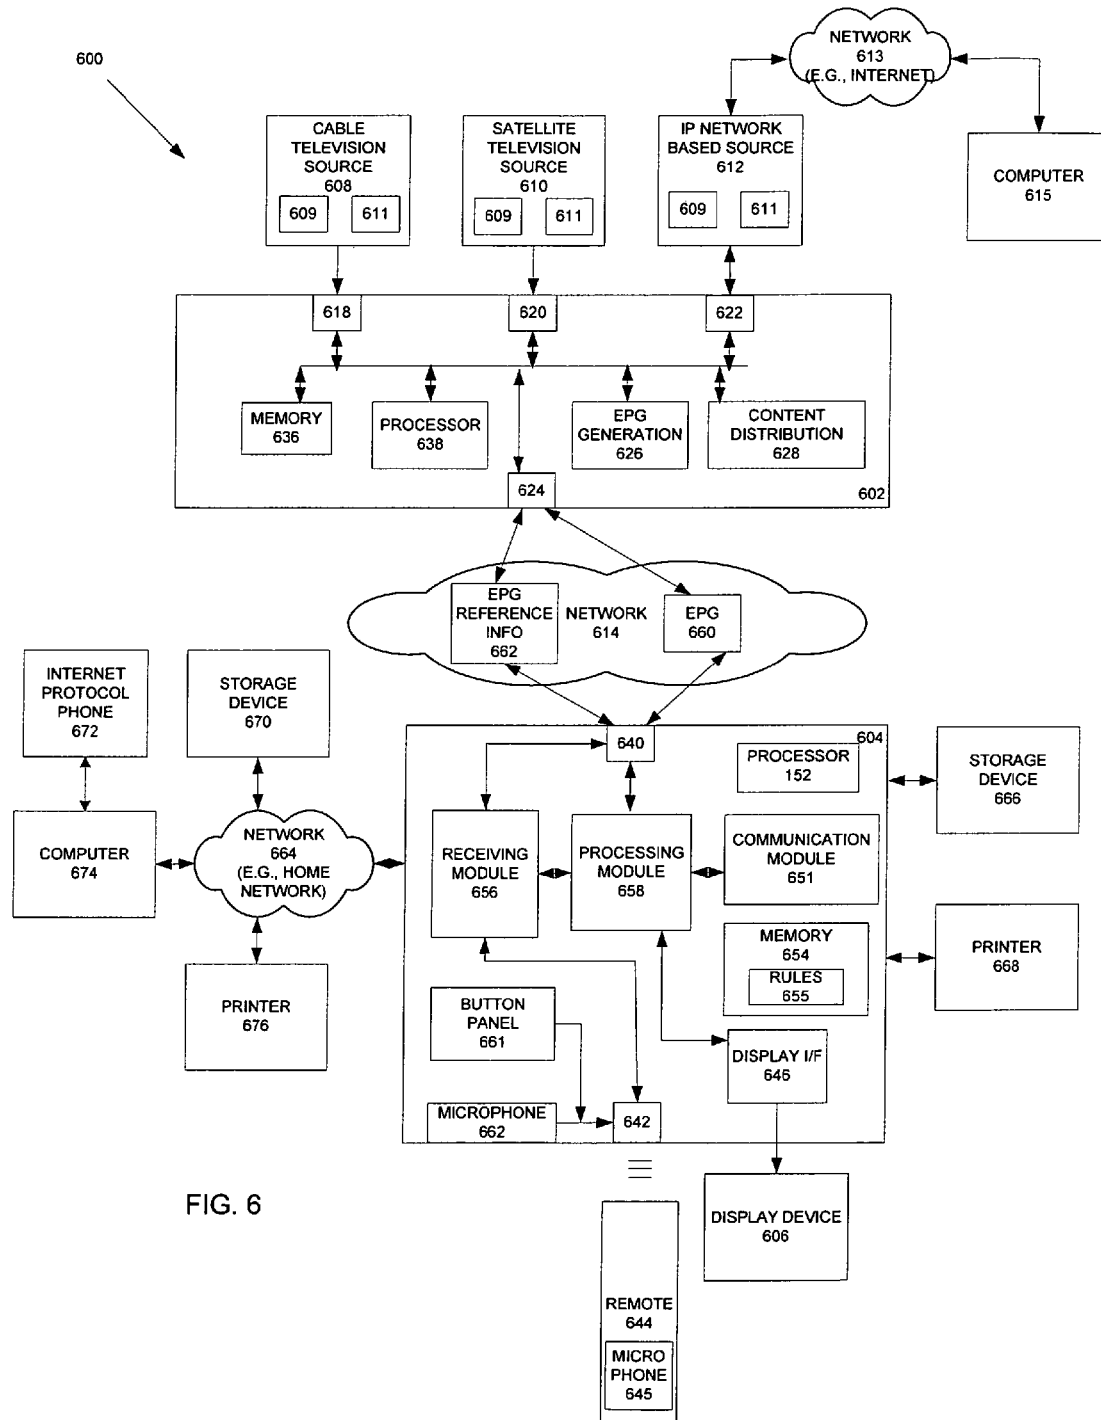 600
NETWORK
613
(E.G., INTERNET)
CABLE
TELEVISION
SOURCE
608
609
611
SATELLITE
TELEVISION
SOURCE
610
609
611
IP NETWORK
BASED SOURCE
612
609
611
COMPUTER
615
618
620
622
MEMORY
636
PROCESSOR
638
EPG
GENERATION
626
CONTENT
DISTRIBUTION
628
624
602
EPG
REFERENCE
INFO
662
NETWORK
614
EPG
660
INTERNET
PROTOCOL
PHONE
672
STORAGE
DEVICE
670
COMPUTER
674
NETWORK
664
(E.G., HOME
NETWORK)
PRINTER
676
640
604
PROCESSOR
152
RECEIVING
MODULE
656
PROCESSING
MODULE
658
COMMUNICATION
MODULE
651
MEMORY
654
RULES
655
BUTTON
PANEL
661
DISPLAY I/F
646
MICROPHONE
662
642
STORAGE
DEVICE
666
PRINTER
668
DISPLAY DEVICE
606
REMOTE
644
MICRO
PHONE
645
FIG. 6